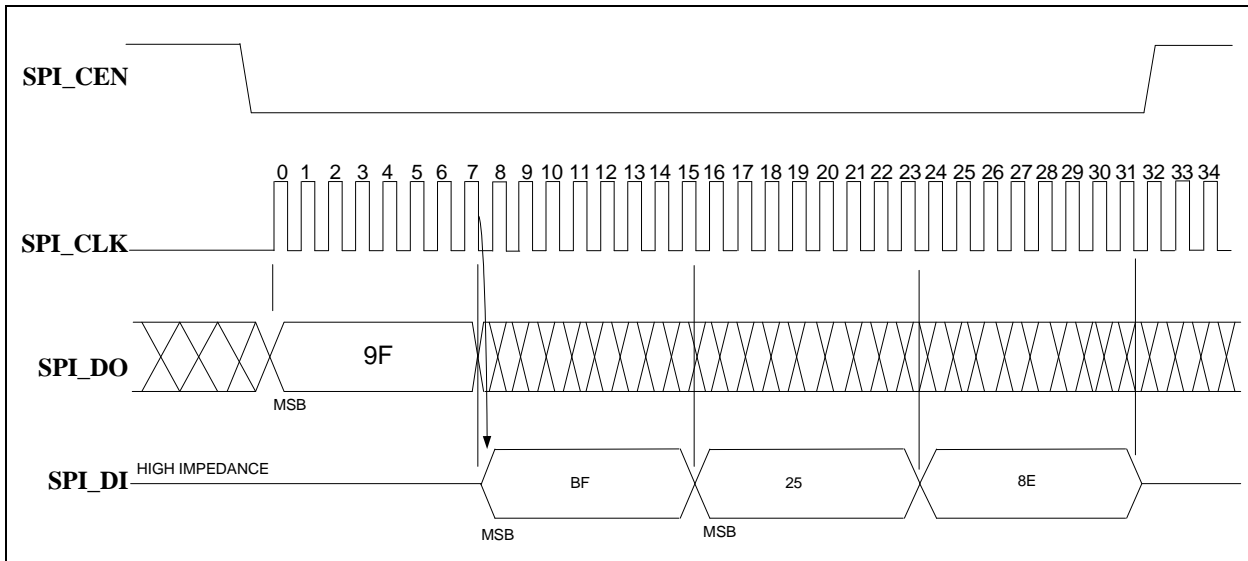 SPI_CEN
0 1 2 3 4 5 6 7 8 9 10 11 12 13 14 15 16 17 18 19 20 21 22 23 24 25 26 27 28 29 30 31 32 33 34
SPI_CLK
SPI_DO
9F
MSB
SPI_DI
HIGH IMPEDANCE
BF
25
8E
MSB
MSB